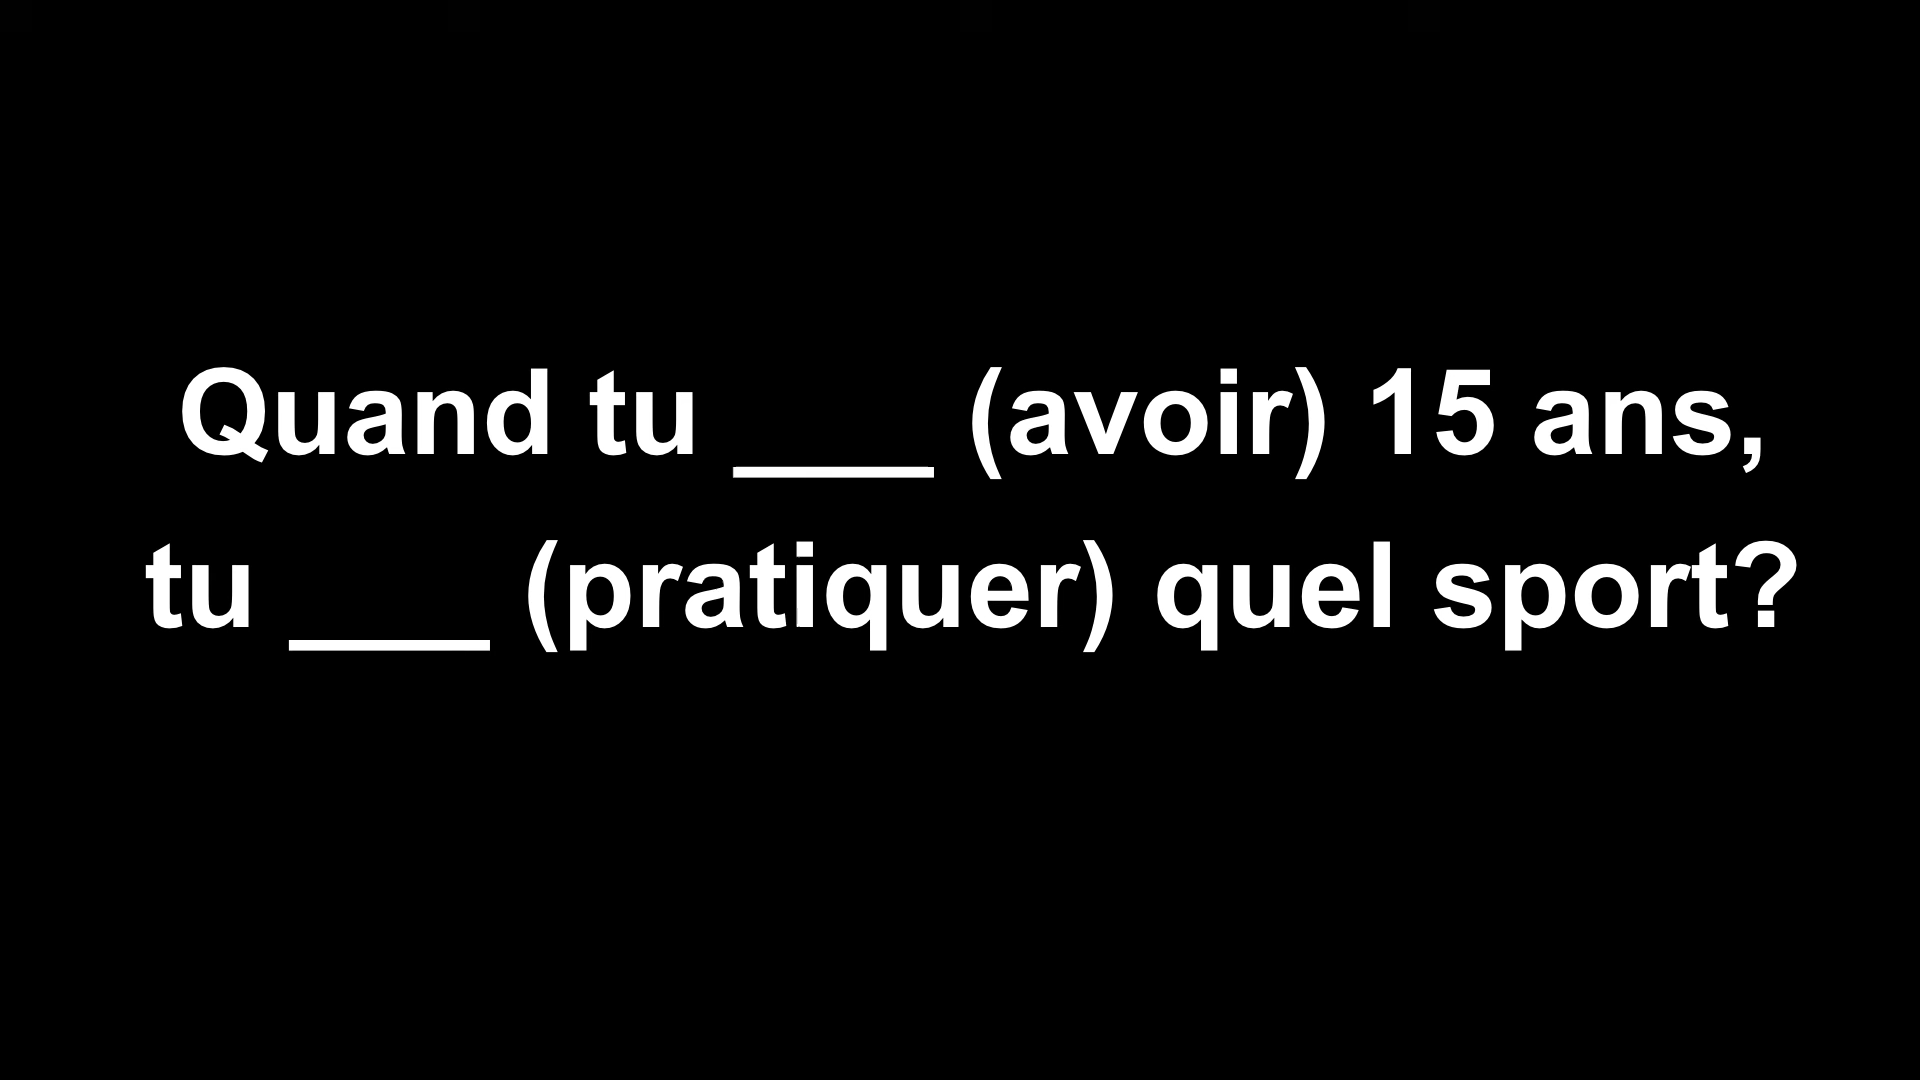 Quand tu ___ (avoir) 15 ans,
tu ___ (pratiquer) quel sport?